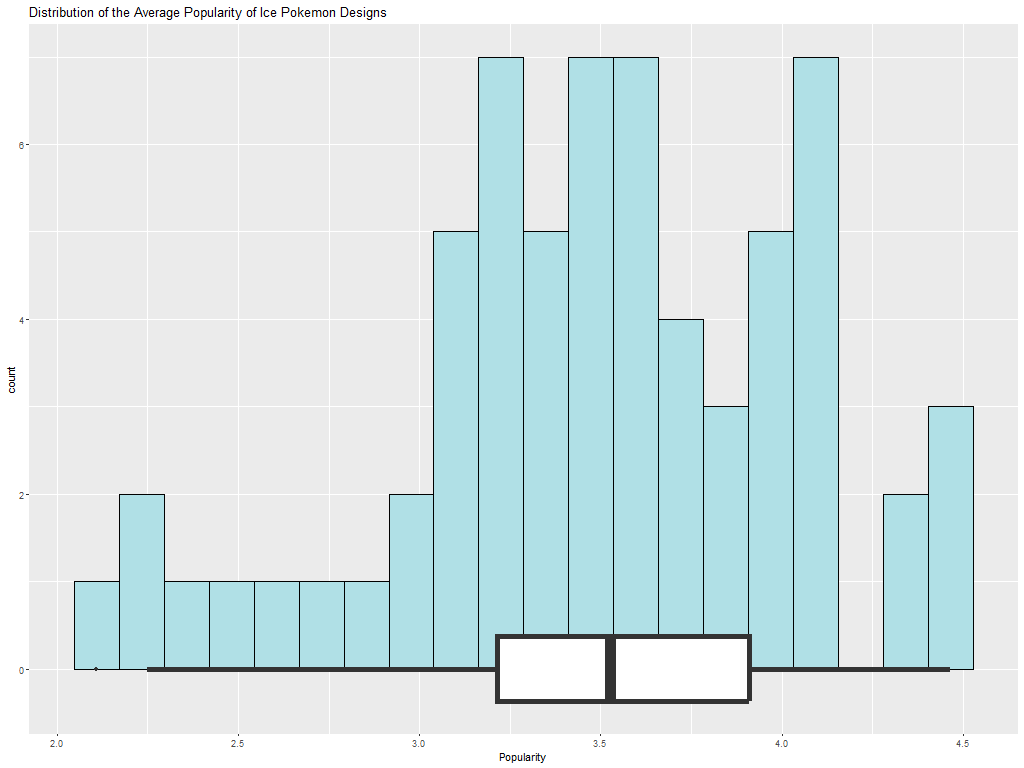 Distribution of the Average Popularity of Ice Pokemon Designs
count
6
4
2
0
2.0 2.5 3.0 3.5 4.0 4.5
Popularity